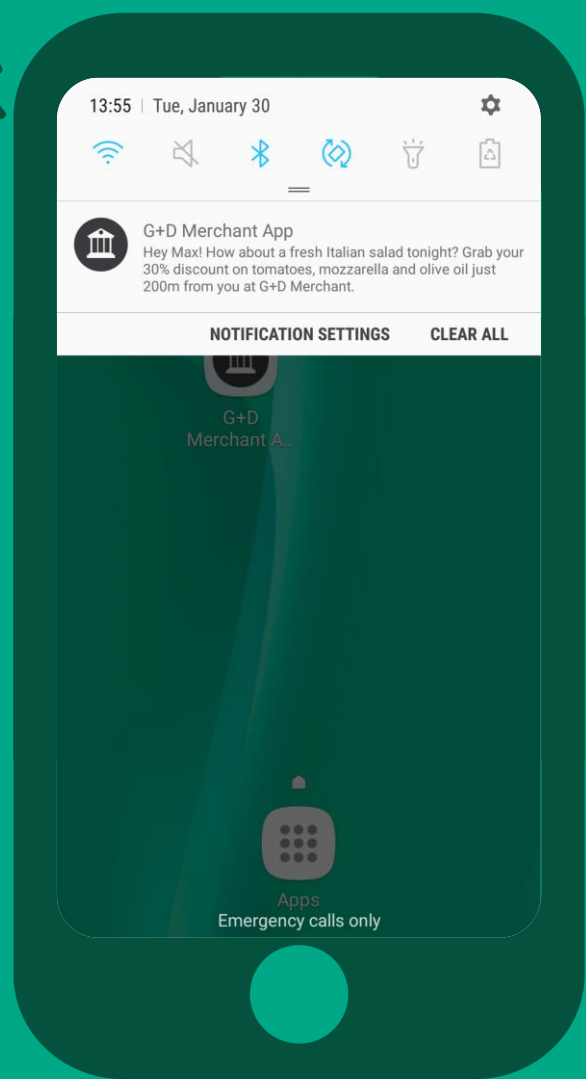 13:55 | Tue, January 30
G+D Merchant App
Hey Max! How about a fresh Italian salad tonight? Grab your
30% discount on tomatoes, mozzarella and olive oil just
200m from you at G+D Merchant.
NOTIFICATION SETTINGS CLEAR ALL
G+D
Merchant A...
Apps
Emergency calls only